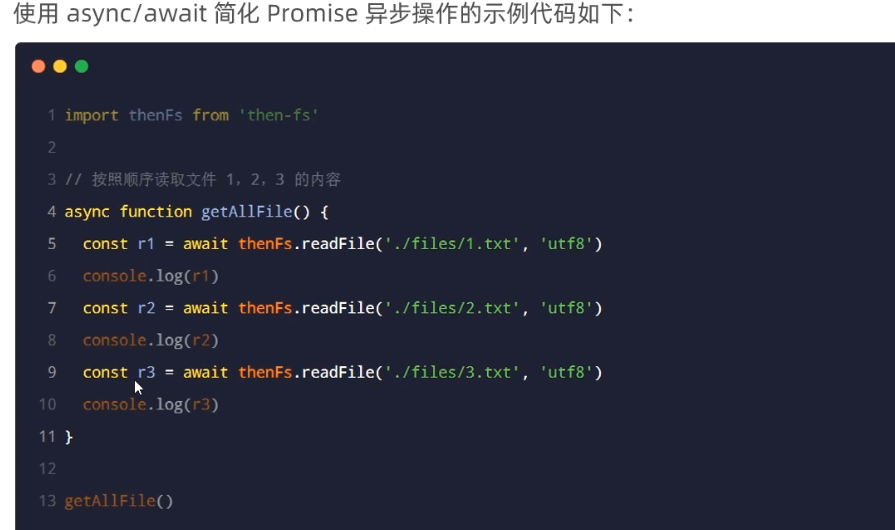 使用 async/await 简化 Promise 异步操作的示例代码如下：
1 import thenFs from 'then-fs'
2
3 // 按照顺序读取文件 1，2，3 的内容
4 async function getAllFile() {
5   const r1 = await thenFs.readFile('./files/1.txt', 'utf8')
6   console.log(r1)
7   const r2 = await thenFs.readFile('./files/2.txt', 'utf8')
8   console.log(r2)
9   const r3 = await thenFs.readFile('./files/3.txt', 'utf8')
10   console.log(r3)
11 }
12
13 getAllFile()